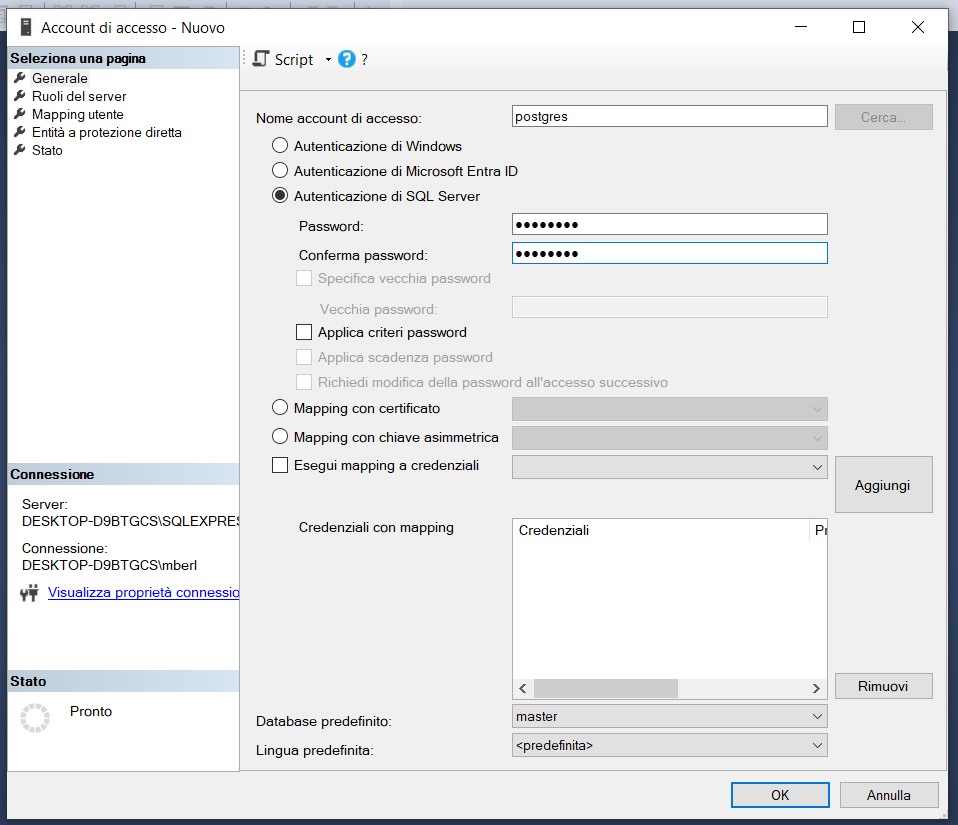 Account di accesso - Nuovo
Seleziona una pagina
Generale
Ruoli del server
Mapping utente
Entità a protezione diretta
Stato
Script
?
Nome account di accesso:
postgres
Cerca...
Autenticazione di Windows
Autenticazione di Microsoft Entra ID
Autenticazione di SQL Server
Password:
●●●●●●●●
Conferma password:
●●●●●●●●
Specifica vecchia password
Vecchia password:
Applica criteri password
Applica scadenza password
Richiedi modifica della password all'accesso successivo
Mapping con certificato
Mapping con chiave asimmetrica
Esegui mapping a credenziali
Aggiungi
Credenziali con mapping
Credenziali
Pr
Rimuovi
Database predefinito:
master
Lingua predefinita:
<predefinita>
Connessione
Server:
DESKTOP-D9BTGCS\SQLEXPRES
Connessione:
DESKTOP-D9BTGCS\mberl
Visualizza proprietà connessio
Stato
Pronto
OK
Annulla